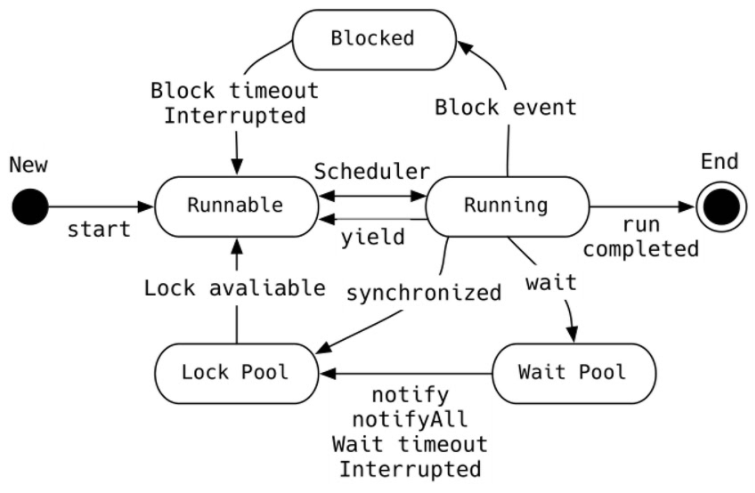 Blocked
Block timeout
Interrupted
Block event
New
Scheduler
End
Runnable
Running
start
yield
run
completed
Lock avaliable
synchronized
wait
Lock Pool
Wait Pool
notify
notifyAll
Wait timeout
Interrupted